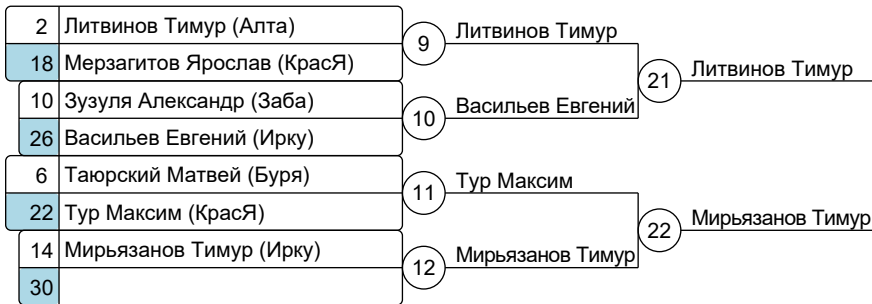 2 Литвинов Тимур (Алта)
18 Мерзагитов Ярослав (КрасЯ)
10 Зузуля Александр (Заба)
26 Васильев Евгений (Ирку)
6 Таюрский Матвей (Буря)
22 Тур Максим (КрасЯ)
14 Мирьязанов Тимур (Ирку)
30
9
10
11
12
Литвинов Тимур
Васильев Евгений
Тур Максим
Мирьязанов Тимур
21
22
Литвинов Тимур
Мирьязанов Тимур